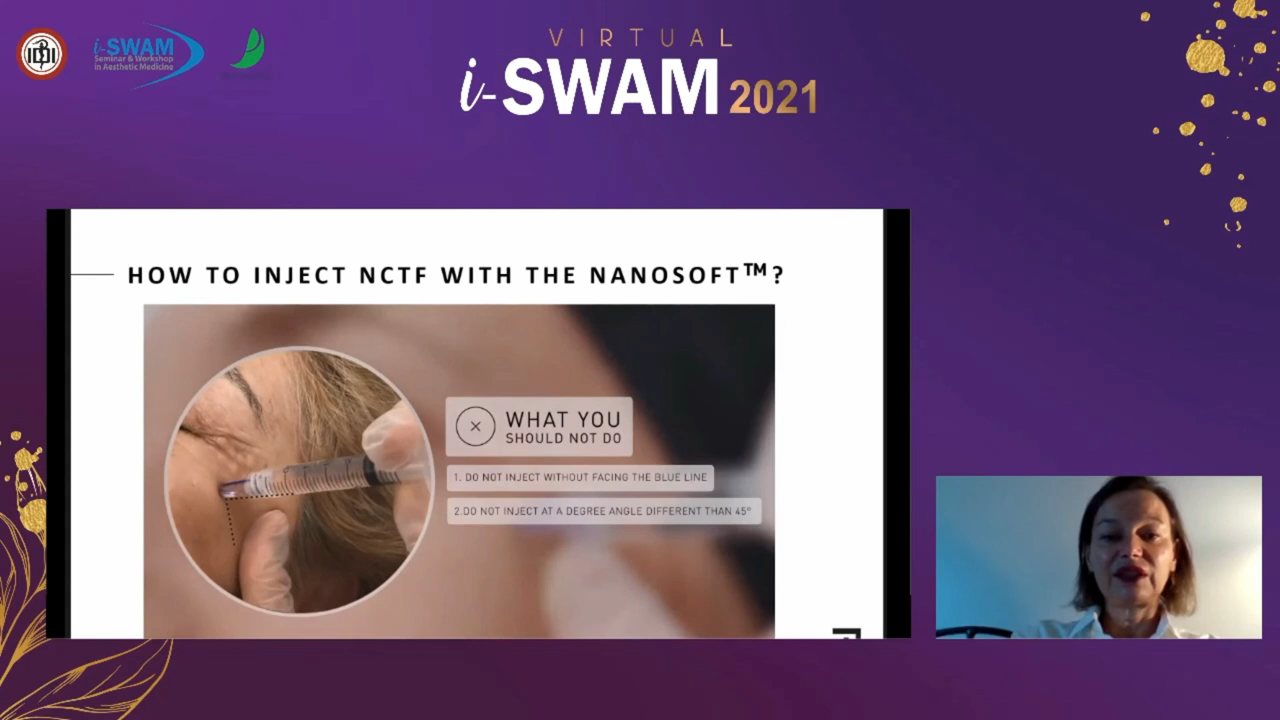 i-SWAM
Seminar & Workshop
in Aesthetic Medicine
VIRTUAL
i-SWAM 2021
HOW TO INJECT NCTF WITH THE NANOSOFT™?
WHAT YOU
SHOULD NOT DO
1. DO NOT INJECT WITHOUT FACING THE BLUE LINE
2.DO NOT INJECT AT A DEGREE ANGLE DIFFERENT THAN 45°